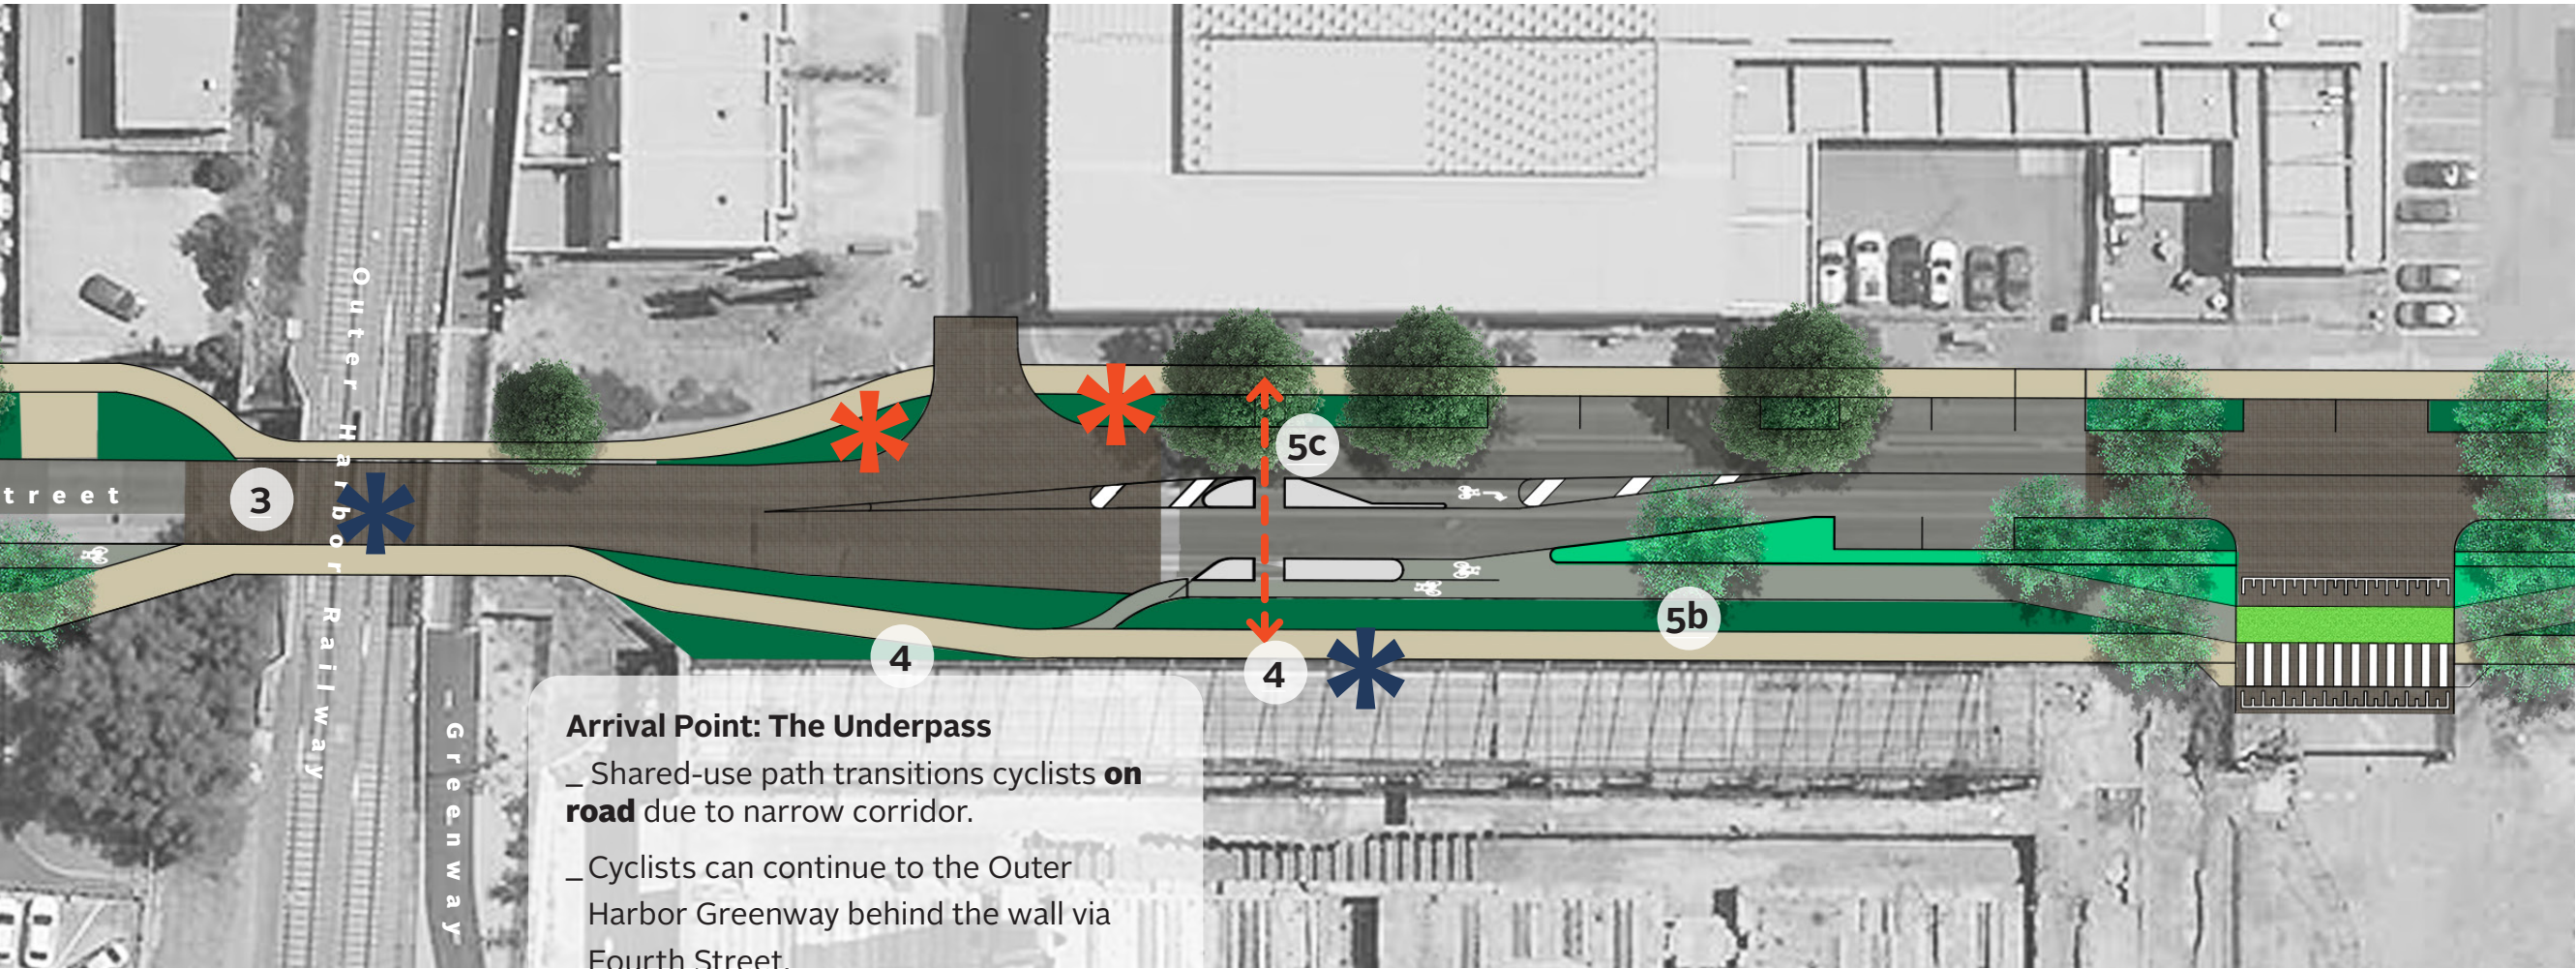 Outer Harbor Railway
treet
3
5c
5b
4
4
Greenway
Arrival Point: The Underpass
_ Shared-use path transitions cyclists on
road due to narrow corridor.
_ Cyclists can continue to the Outer
Harbor Greenway behind the wall via
Fourth Street.